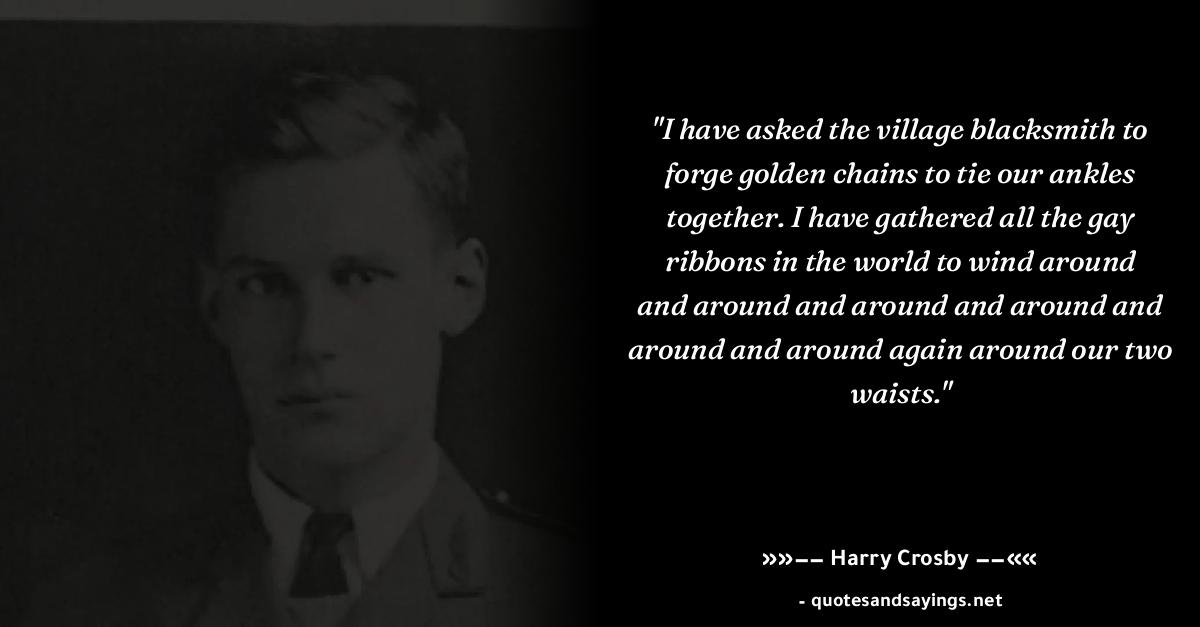 "I have asked the village blacksmith to
forge golden chains to tie our ankles
together. I have gathered all the gay
ribbons in the world to wind around
and around and around and around and
around and around again around our two
waists."
»»−− Harry Crosby −−««
- quotesandsayings.net